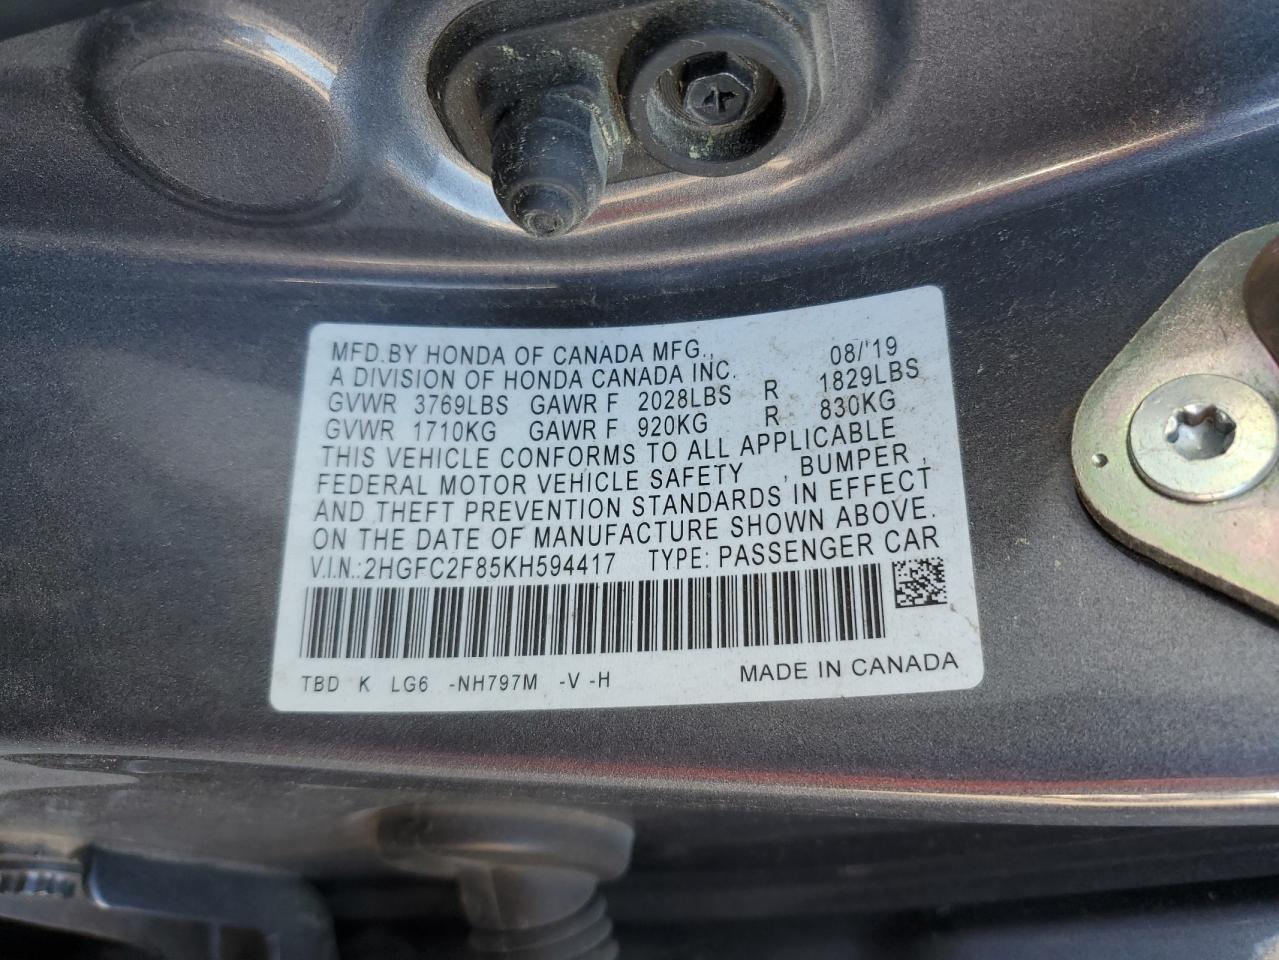 MFD. BY HONDA OF CANADA MFG., 08/'19
A DIVISION OF HONDA CANADA INC.
GVWR 3769LBS GAWR F 2028LBS R 1829LBS
GVWR 1710KG GAWR F 920KG R 830KG
THIS VEHICLE CONFORMS TO ALL APPLICABLE
FEDERAL MOTOR VEHICLE SAFETY , BUMPER,
AND THEFT PREVENTION STANDARDS IN EFFECT
ON THE DATE OF MANUFACTURE SHOWN ABOVE.
V.I.N.: 2HGFC2F85KH594417 TYPE: PASSENGER CAR
TBD K LG6 -NH797M -V -H MADE IN CANADA